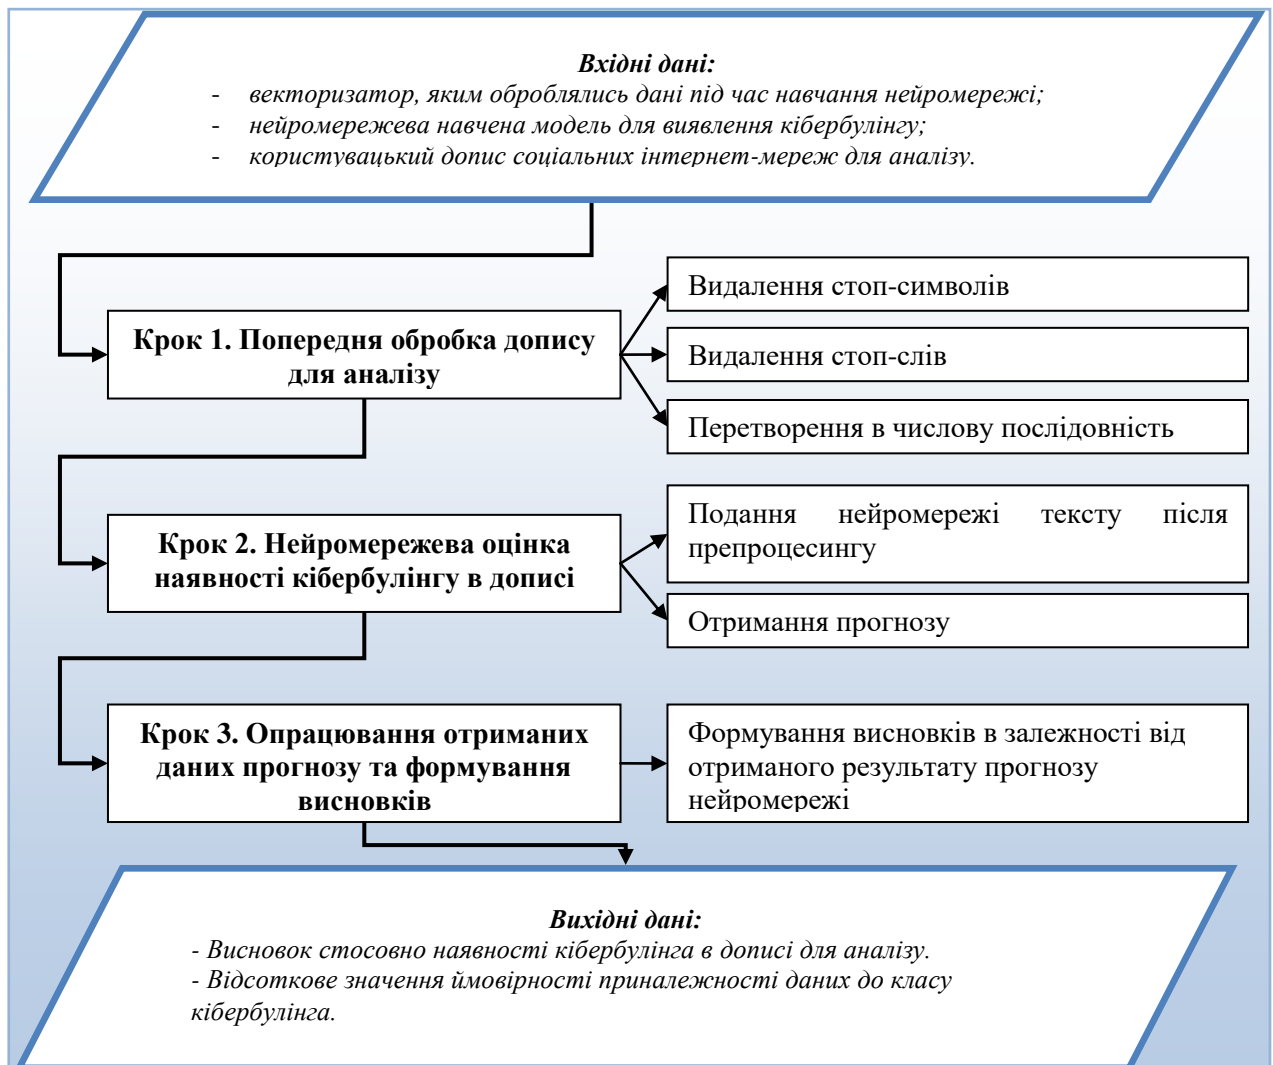 Вхідні дані:
- векторизатор, яким оброблялись дані під час навчання нейромережі;
- нейромережева навчена модель для виявлення кібербулінгу;
- користувацький допис соціальних інтернет-мереж для аналізу.
Крок 1. Попередня обробка допису
для аналізу
Видалення стоп-символів
Видалення стоп-слів
Перетворення в числову послідовність
Крок 2. Нейромережева оцінка
наявності кібербулінгу в дописі
Подання нейромережі тексту після
препроцесингу
Отримання прогнозу
Крок 3. Опрацювання отриманих
даних прогнозу та формування
висновків
Формування висновків в залежності від
отриманого результату прогнозу
нейромережі
Вихідні дані:
- Висновок стосовно наявності кібербулінга в дописі для аналізу.
- Відсоткове значення ймовірності приналежності даних до класу
кібербулінга.